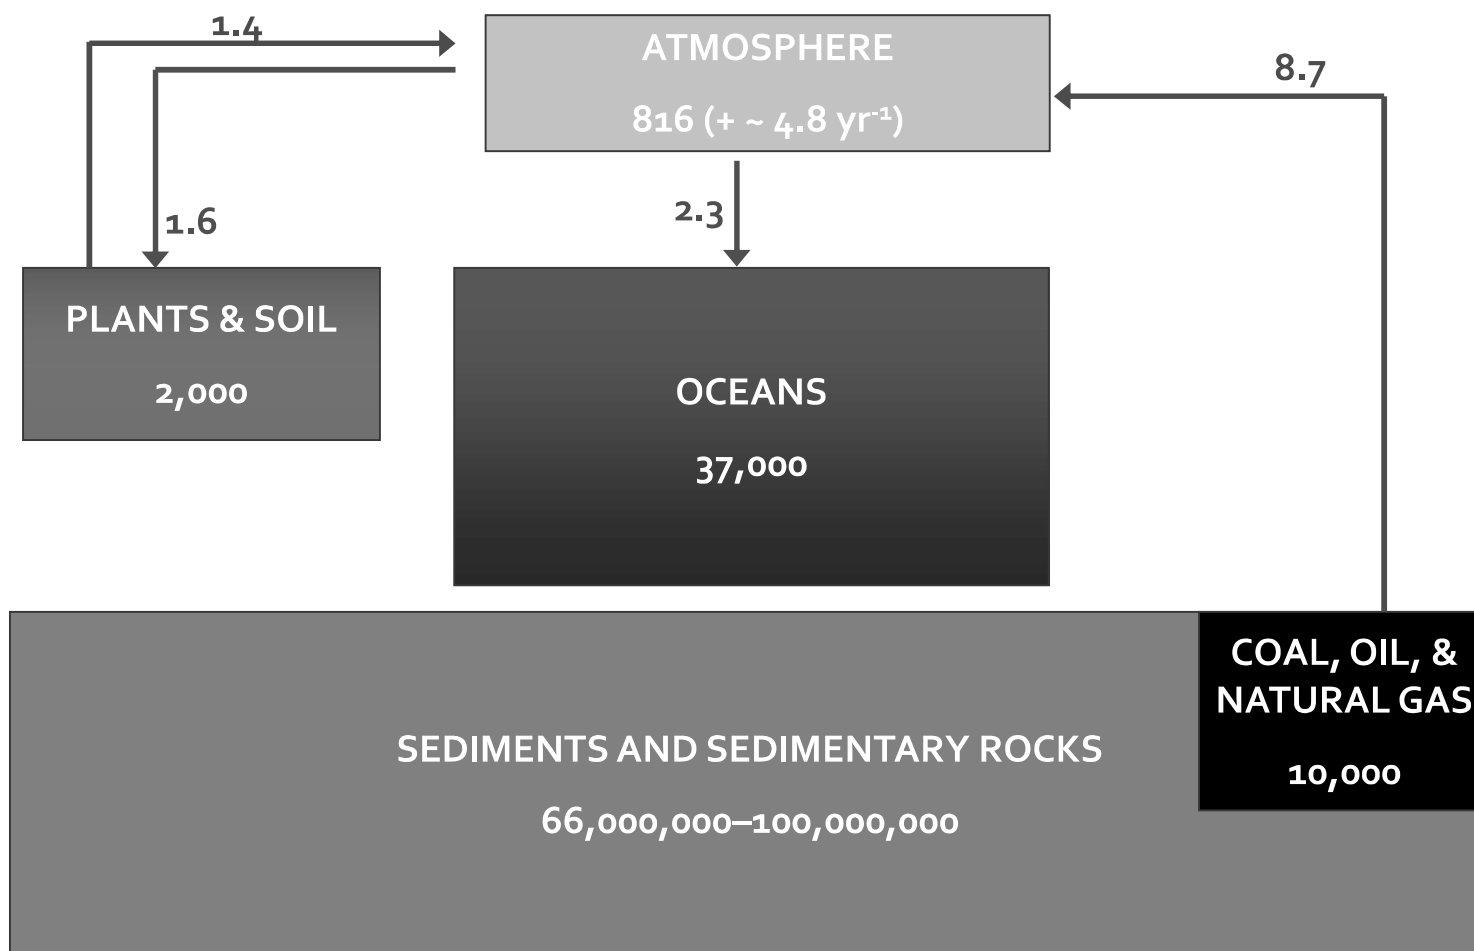 1.4
ATMOSPHERE
816 (+ ~ 4.8 yr⁻¹)
8.7
1.6
2.3
PLANTS & SOIL
2,000
OCEANS
37,000
COAL, OIL, &
NATURAL GAS
10,000
SEDIMENTS AND SEDIMENTARY ROCKS
66,000,000–100,000,000